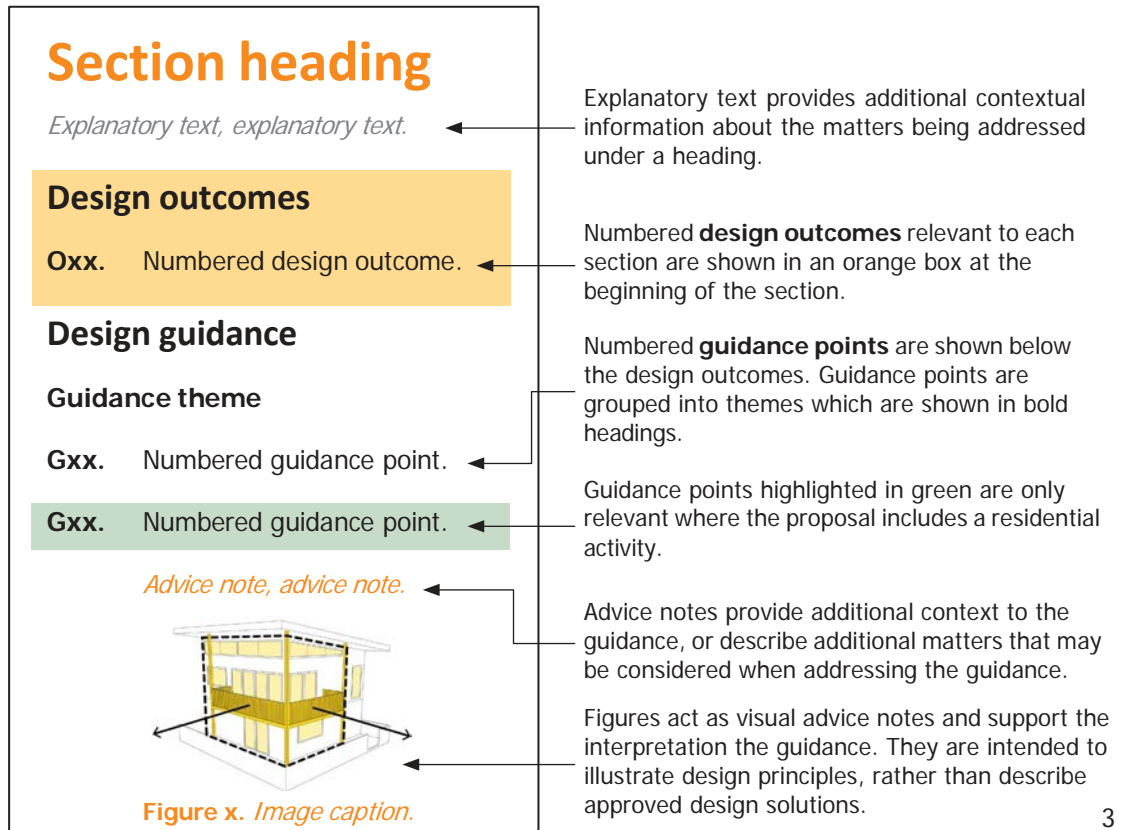 Section heading
Explanatory text, explanatory text.
Design outcomes
Oxx. Numbered design outcome.
Design guidance
Guidance theme
Gxx. Numbered guidance point.
Gxx. Numbered guidance point.
Advice note, advice note.
Figure x. Image caption.
Explanatory text provides additional contextual
information about the matters being addressed
under a heading.
Numbered design outcomes relevant to each
section are shown in an orange box at the
beginning of the section.
Numbered guidance points are shown below
the design outcomes. Guidance points are
grouped into themes which are shown in bold
headings.
Guidance points highlighted in green are only
relevant where the proposal includes a residential
activity.
Advice notes provide additional context to the
guidance, or describe additional matters that may
be considered when addressing the guidance.
Figures act as visual advice notes and support the
interpretation the guidance. They are intended to
illustrate design principles, rather than describe
approved design solutions.
3